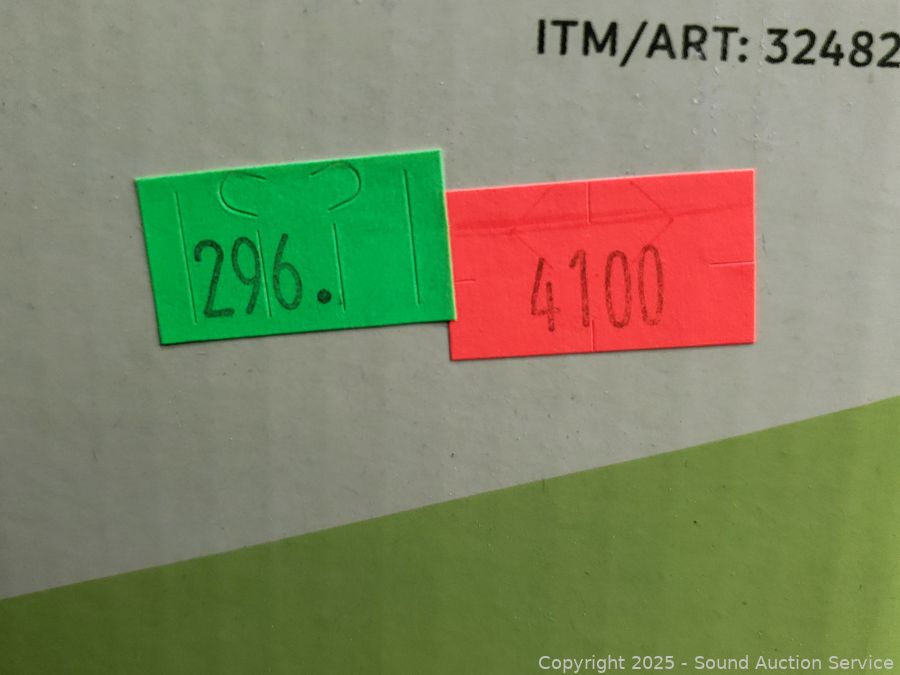 ITM/ART: 32482
296.
4100
Copyright © 2025 - Sound Auction Service